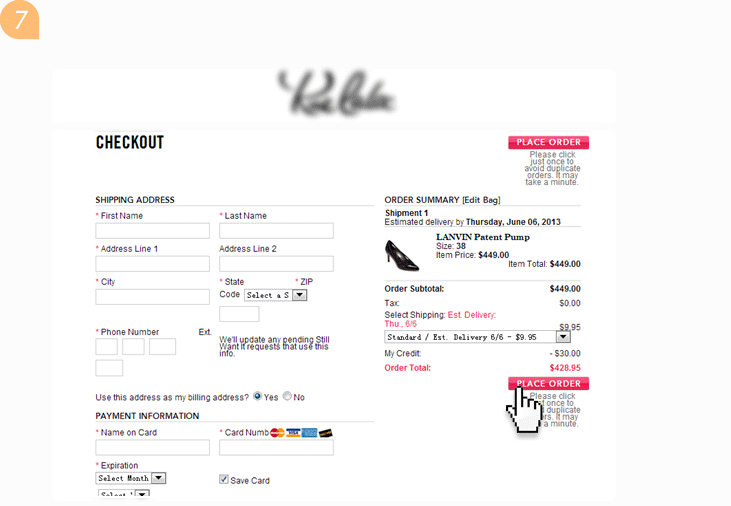 7
CHECKOUT
PLACE ORDER
Please click
just once to
avoid duplicate
orders. It may
take a minute.
SHIPPING ADDRESS
* First Name
* Last Name
* Address Line 1
Address Line 2
* City
* State
* ZIP
Code
Select a S
* Phone Number
Ext.
We'll update any pending Still
Want It requests that use this
info.
Use this address as my billing address?
Yes
No
PAYMENT INFORMATION
* Name on Card
* Card Numb
VISA
* Expiration
Select Month
Save Card
ORDER SUMMARY [Edit Bag]
Shipment 1
Estimated delivery by Thursday, June 06, 2013
LANVIN Patent Pump
Size: 38
Item Price: $449.00
Item Total: $449.00
Order Subtotal: $449.00
Tax: $0.00
Select Shipping: Est. Delivery:
Thu., 6/6
$9.95
Standard / Est. Delivery 6/6 - $9.95
My Credit: - $30.00
Order Total: $428.95
PLACE ORDER
Please click
once to
duplicate
It may
a minute.